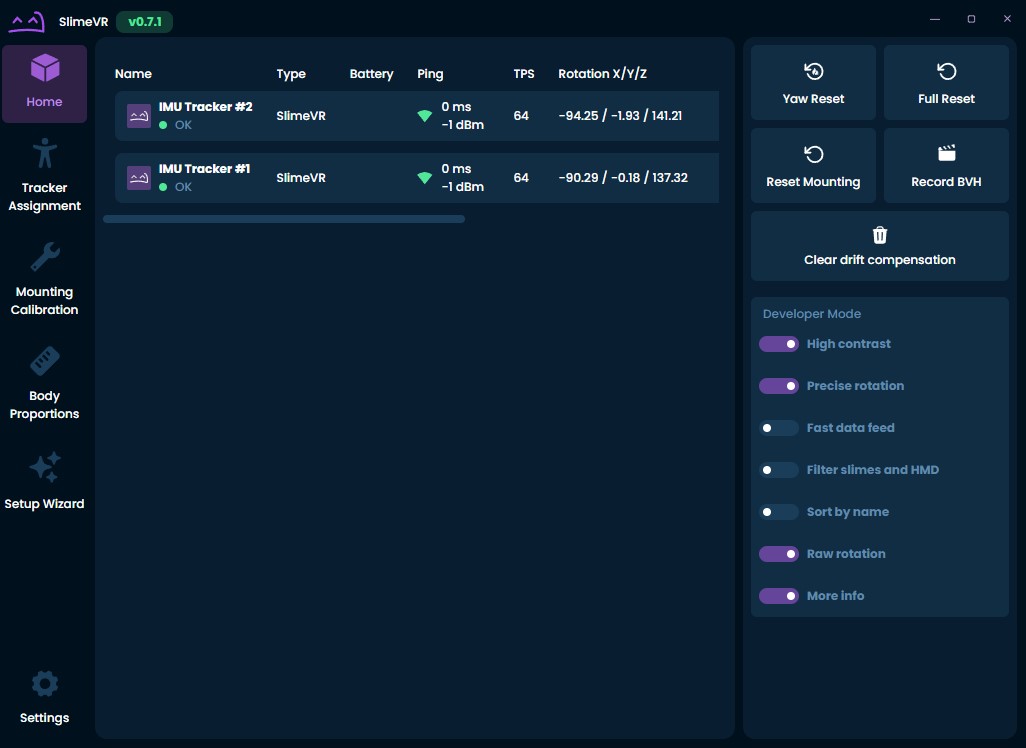 SlimeVR v0.7.1
Home
Tracker
Assignment
Mounting
Calibration
Body
Proportions
Setup Wizard
Settings
Name Type Battery Ping TPS Rotation X/Y/Z
IMU Tracker #2
OK
SlimeVR
0 ms
-1 dBm
64
-94.25 / -1.93 / 141.21
IMU Tracker #1
OK
SlimeVR
0 ms
-1 dBm
64
-90.29 / -0.18 / 137.32
Yaw Reset
Full Reset
Reset Mounting
Record BVH
Clear drift compensation
Developer Mode
High contrast
Precise rotation
Fast data feed
Filter slimes and HMD
Sort by name
Raw rotation
More info